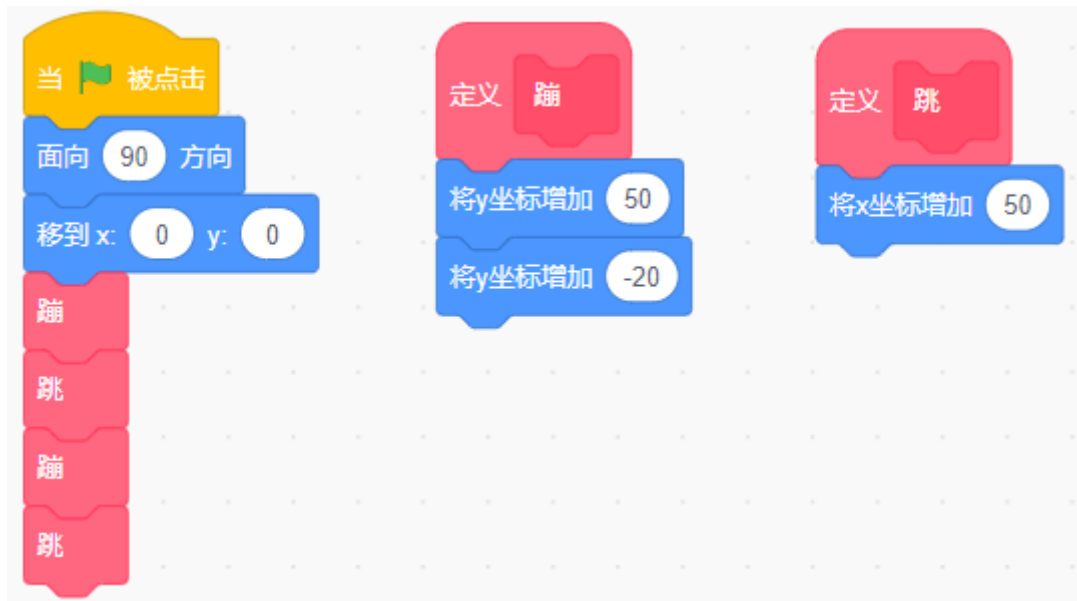 当 被点击
面向 90 方向
移到 x: 0 y: 0
蹦
跳
蹦
跳
定义 蹦
将y坐标增加 50
将y坐标增加 -20
定义 跳
将x坐标增加 50